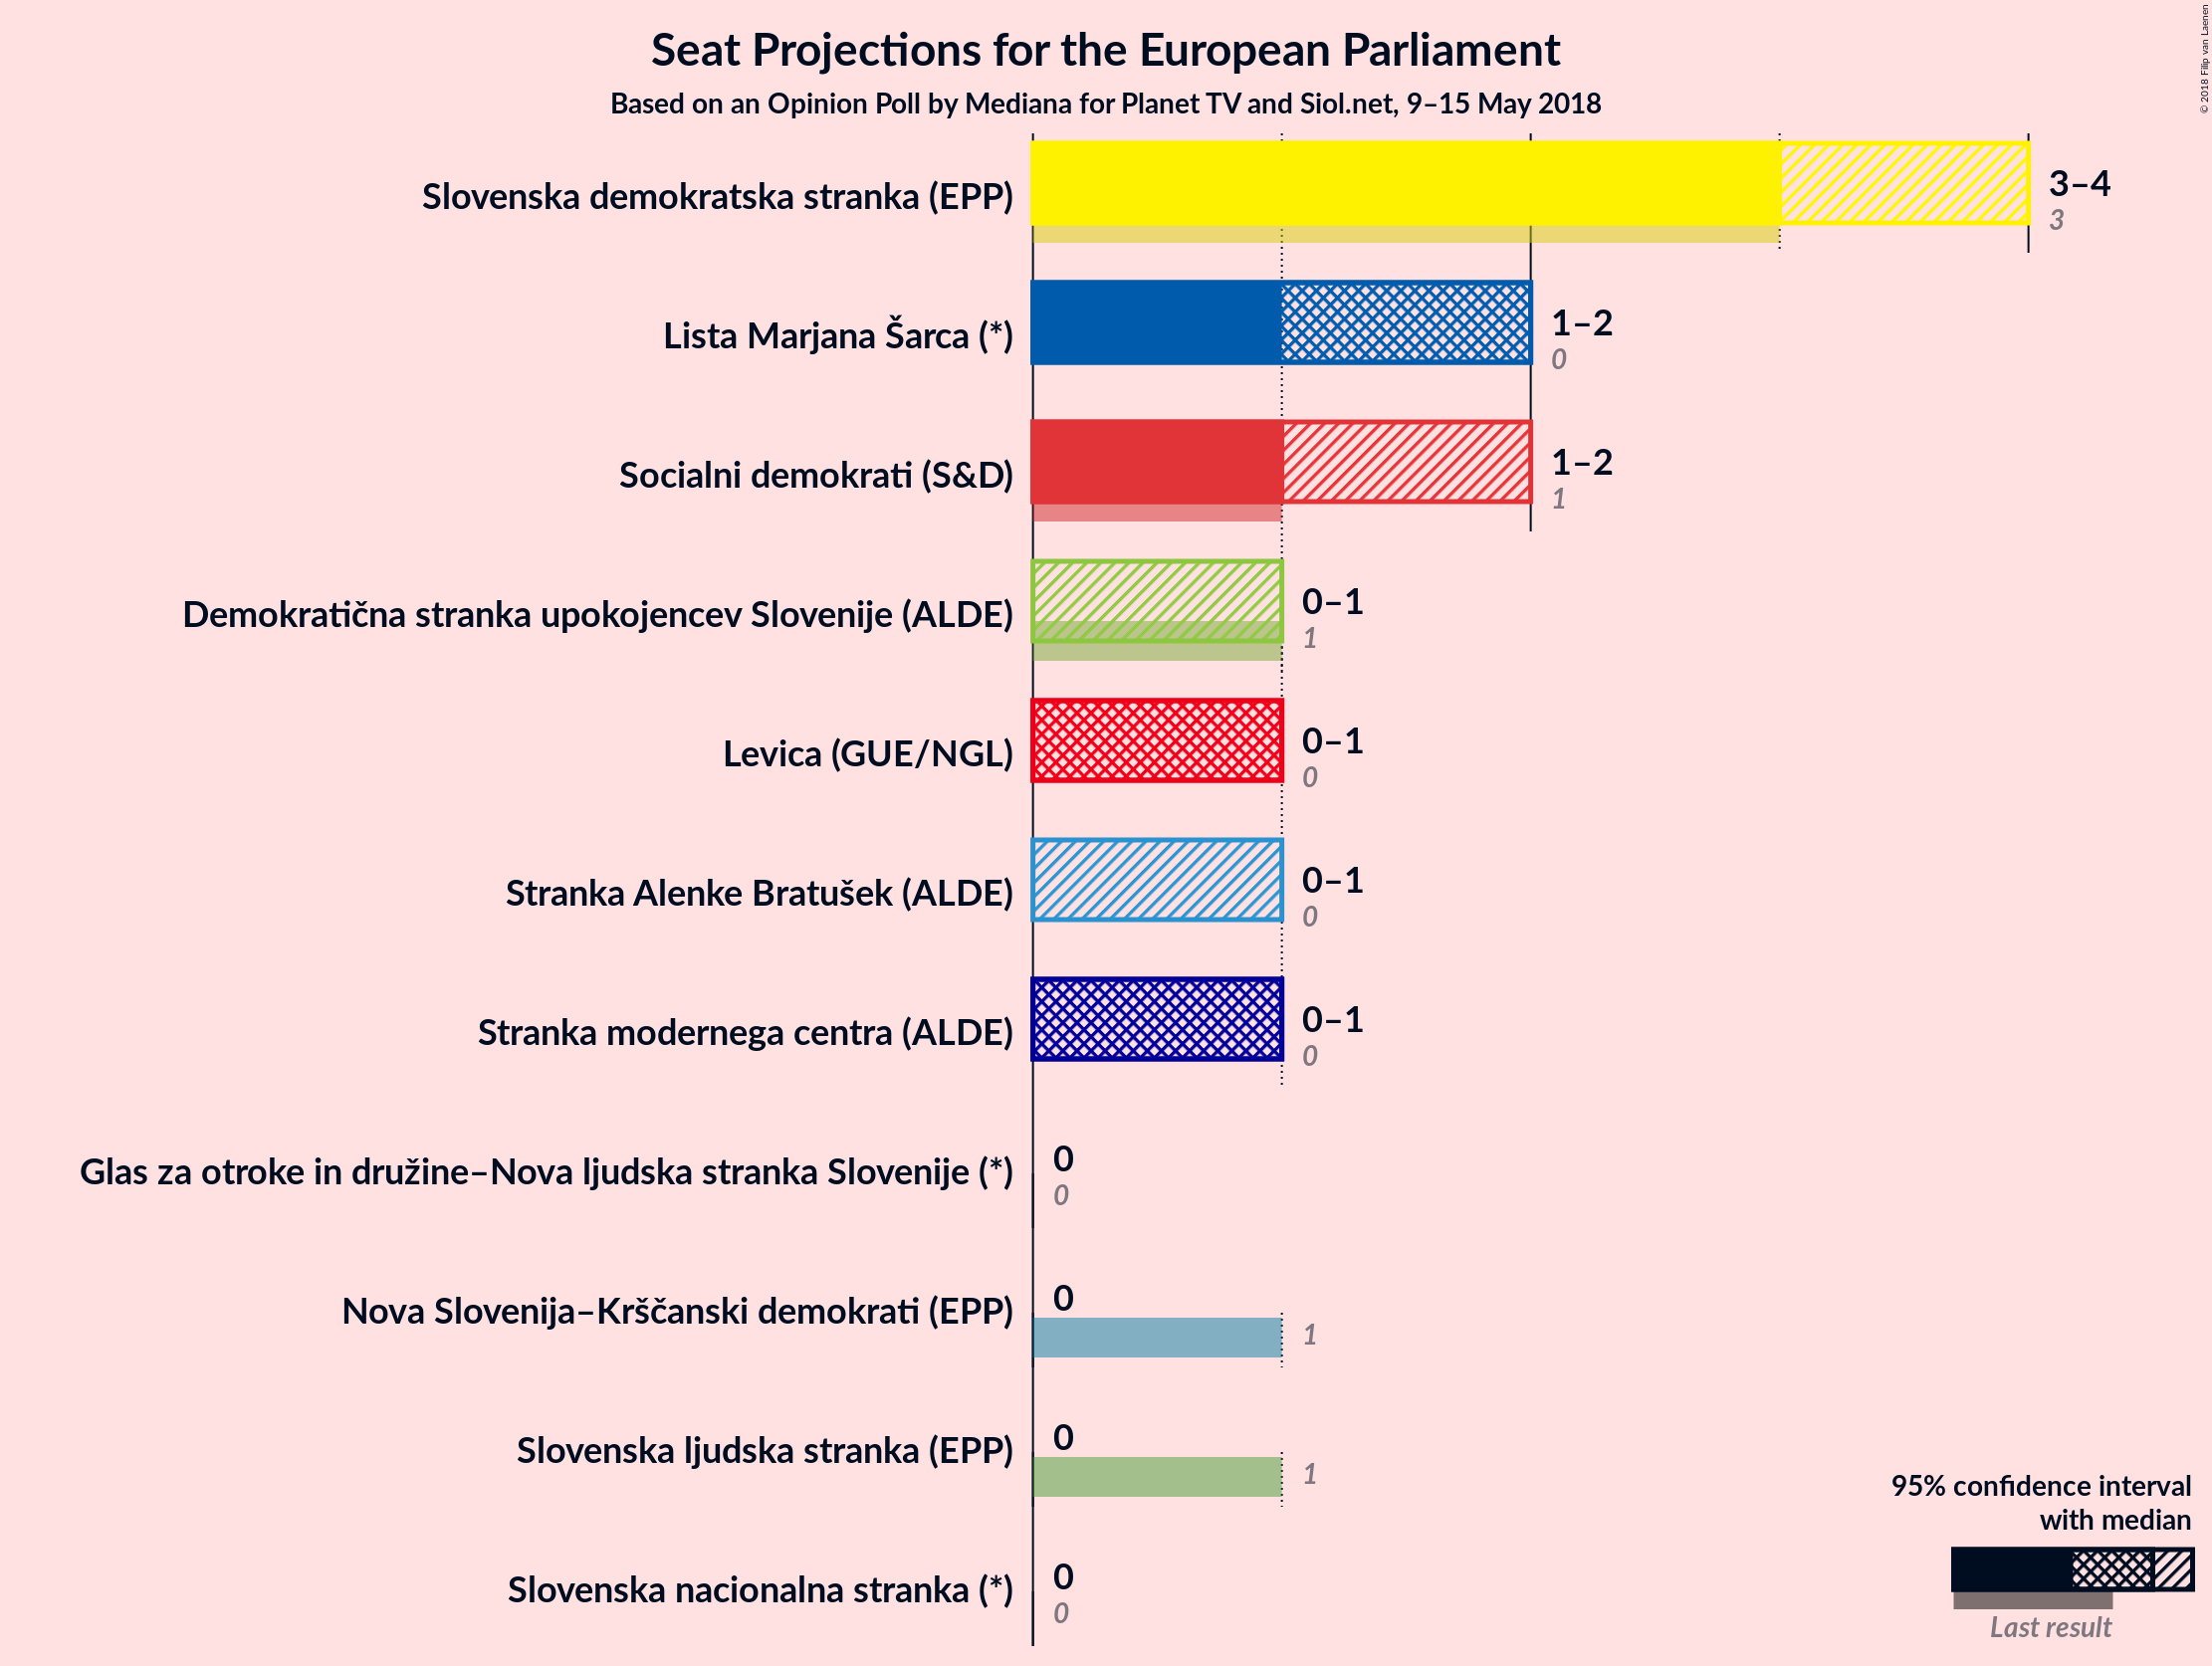 Seat Projections for the European Parliament
Based on an Opinion Poll by Mediana for Planet TV and Siol.net, 9–15 May 2018
© 2018 Filip van Laenen
Slovenska demokratska stranka (EPP)
3–4
3
Lista Marjana Šarca (*)
1–2
0
Socialni demokrati (S&D)
1–2
1
Demokratična stranka upokojencev Slovenije (ALDE)
0–1
1
Levica (GUE/NGL)
0–1
0
Stranka Alenke Bratušek (ALDE)
0–1
0
Stranka modernega centra (ALDE)
0–1
0
Glas za otroke in družine–Nova ljudska stranka Slovenije (*)
0
0
Nova Slovenija–Krščanski demokrati (EPP)
0
1
Slovenska ljudska stranka (EPP)
0
1
Slovenska nacionalna stranka (*)
0
0
95% confidence interval
with median
Last result